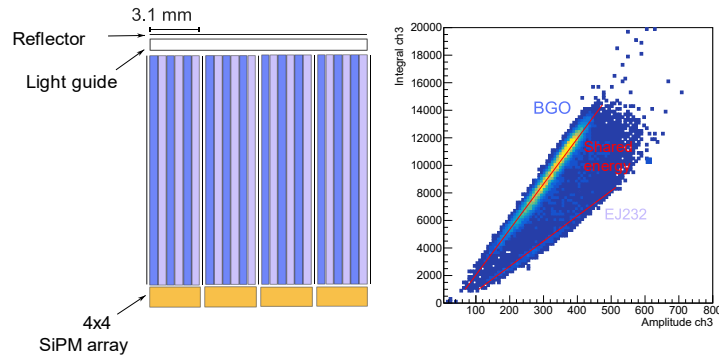 3.1 mm
Reflector
Light guide
4x4
SiPM array
Integral ch3
20000
18000
16000
14000
12000
10000
8000
6000
4000
2000
0
BGO
Shared
energy
EJ232
100 200 300 400 500 600 700 800
Amplitude ch3